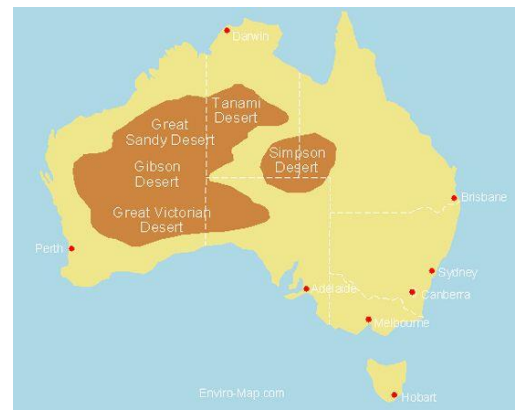 Darwin
Tanami
Desert
Great
Sandy Desert
Simpson
Desert
Gibson
Desert
Brisbane
Great Victorian
Desert
Perth
Sydney
Adelaide
Canberra
Melbourne
Enviro-Map.com
Hobart